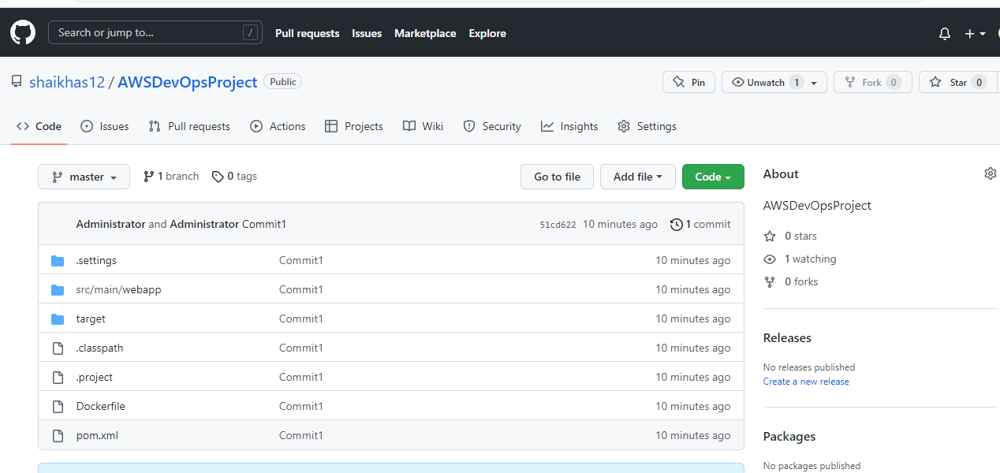 Search or jump to... / Pull requests Issues Marketplace Explore
shaikhas12 / AWSDevOpsProject Public Pin Unwatch 1 Fork 0 Star 0
Code Issues Pull requests Actions Projects Wiki Security Insights Settings
master 1 branch 0 tags Go to file Add file Code
Administrator and Administrator Commit1 51cd622 10 minutes ago 1 commit
.settings Commit1 10 minutes ago
src/main/webapp Commit1 10 minutes ago
target Commit1 10 minutes ago
.classpath Commit1 10 minutes ago
.project Commit1 10 minutes ago
Dockerfile Commit1 10 minutes ago
pom.xml Commit1 10 minutes ago
About
AWSDevOpsProject
0 stars
1 watching
0 forks
Releases
No releases published
Create a new release
Packages
No packages published